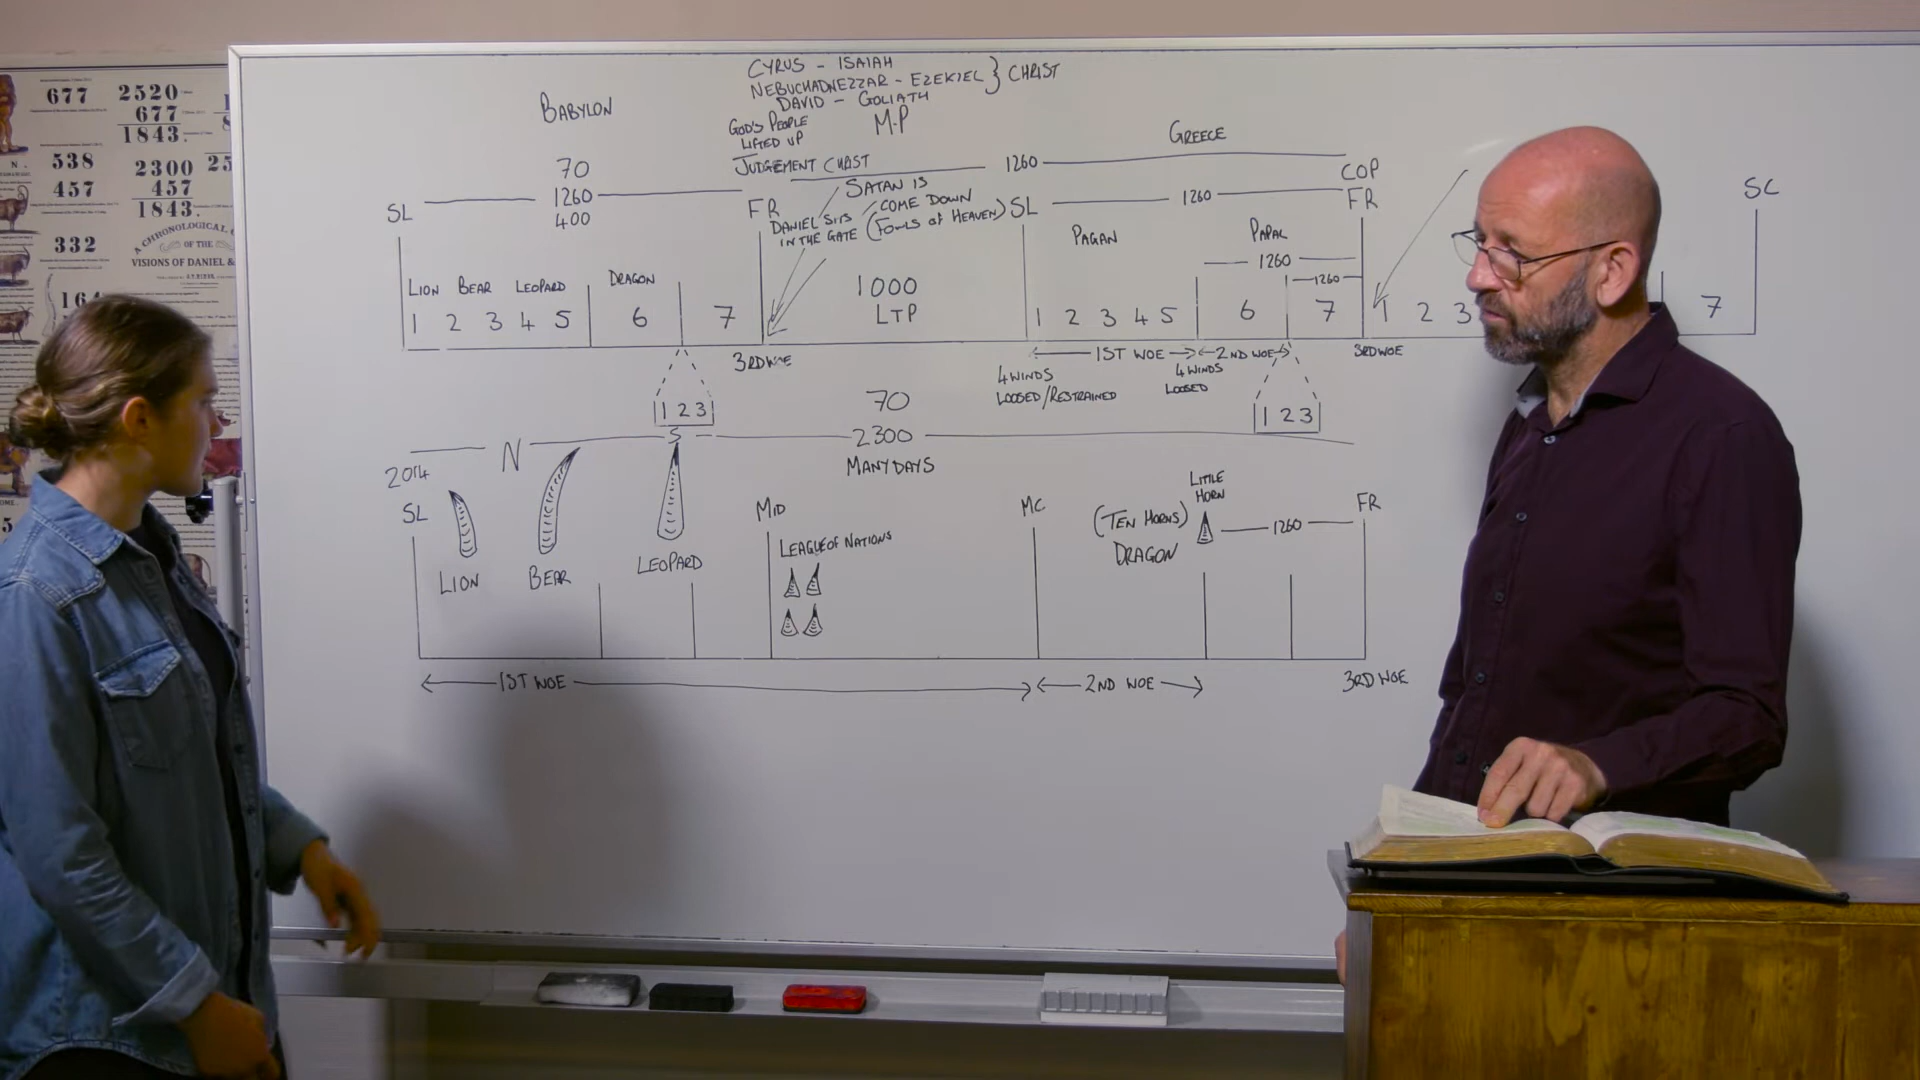 CYRUS - ISAIAH
NEBUCHADNEZZAR - EZEKIEL } CHRIST
DAVID - GOLIATH
BABYLON
GOD'S PEOPLE
LIFTED UP
M-P
GREECE
JUDGEMENT CHRIST
1260
COP
70
1260
400
SATAN IS
COME DOWN
(FOWLS OF HEAVEN)
SL
FR
DANIEL SITS
IN THE GATE
SL
1260
FR
SC
PAGAN
PAPAL
1260
1260
LION BEAR LEOPARD
DRAGON
1 2 3 4 5
6
7
1000
LTP
1 2 3 4 5
6
7
1 2 3
7
3RD WOE
1ST WOE
2ND WOE
3RD WOE
4 WINDS
LOOSED/RESTRAINED
4 WINDS
LOOSED
1 2 3
70
1 2 3
N
S
2300
MANY DAYS
2014
SL
MID
MC
(TEN HORNS)
DRAGON
LITTLE
HORN
1260
FR
LION
BEAR
LEOPARD
LEAGUE OF NATIONS
1ST WOE
2ND WOE
3RD WOE
677
2520
677
1843.
538
457
2300
457
1843.
25
332
A CHRONOLOGICAL
OF THE
VISIONS OF DANIEL &
164